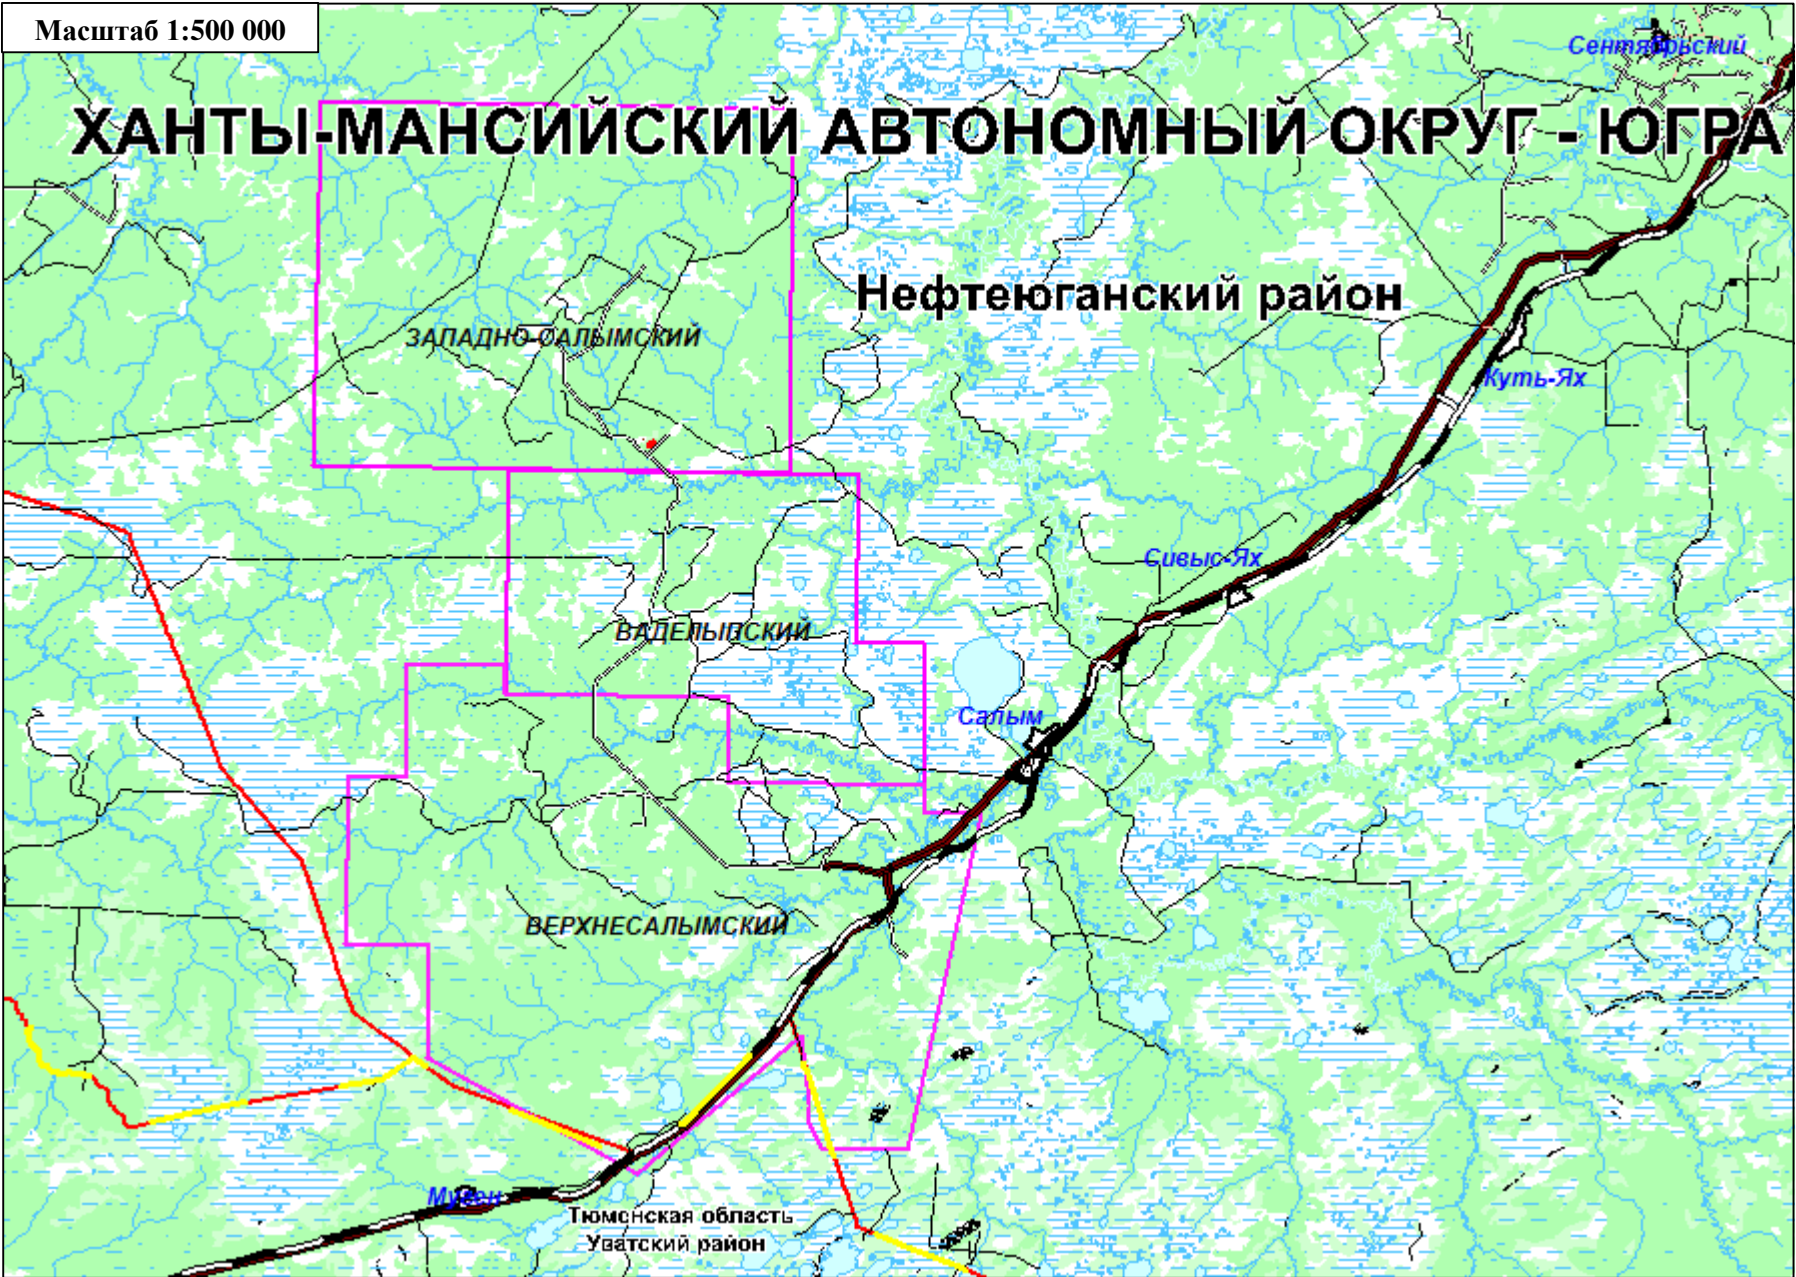 Масштаб 1:500 000
Сентябрьский
ХАНТЫ-МАНСИЙСКИЙ АВТОНОМНЫЙ ОКРУГ - ЮГРА
Нефтеюганский район
ЗАПАДНО-САЛЫМСКИЙ
Куть-Ях
Сивыс-Ях
ВАДЕЛЫПСКИЙ
Салым
ВЕРХНЕСАЛЫМСКИЙ
Муген
Тюменская область
Уватский район